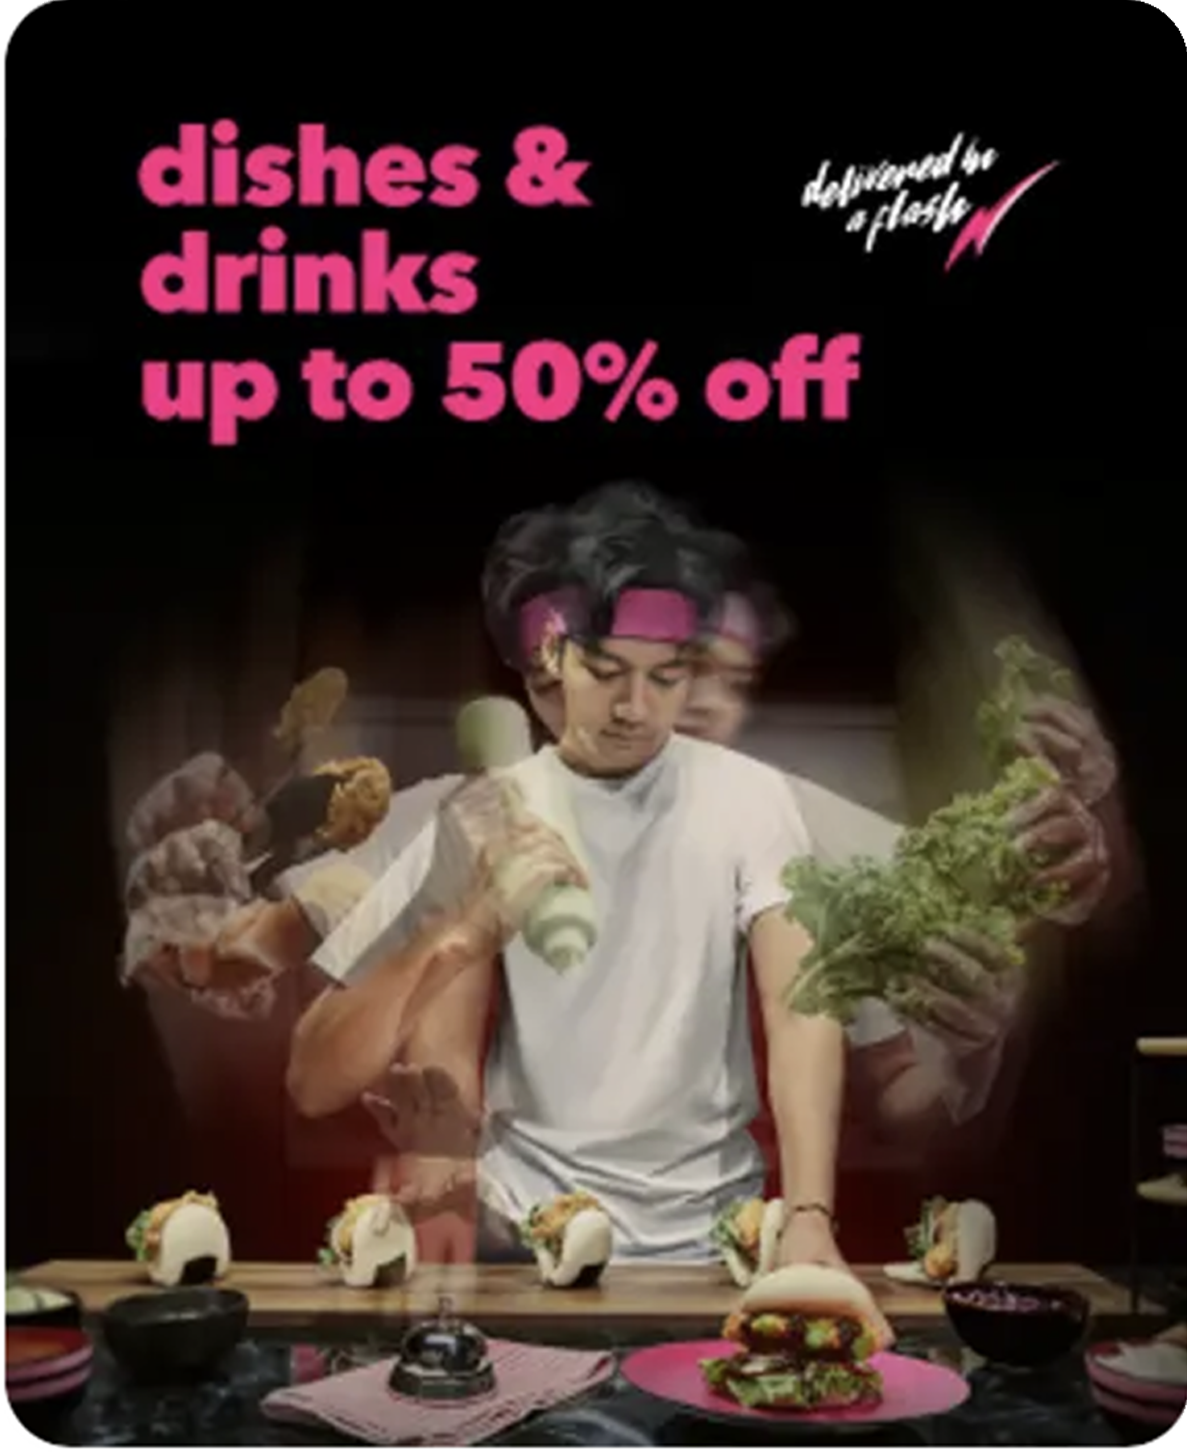 dishes &
drinks
up to 50% off
delivered in
a flash